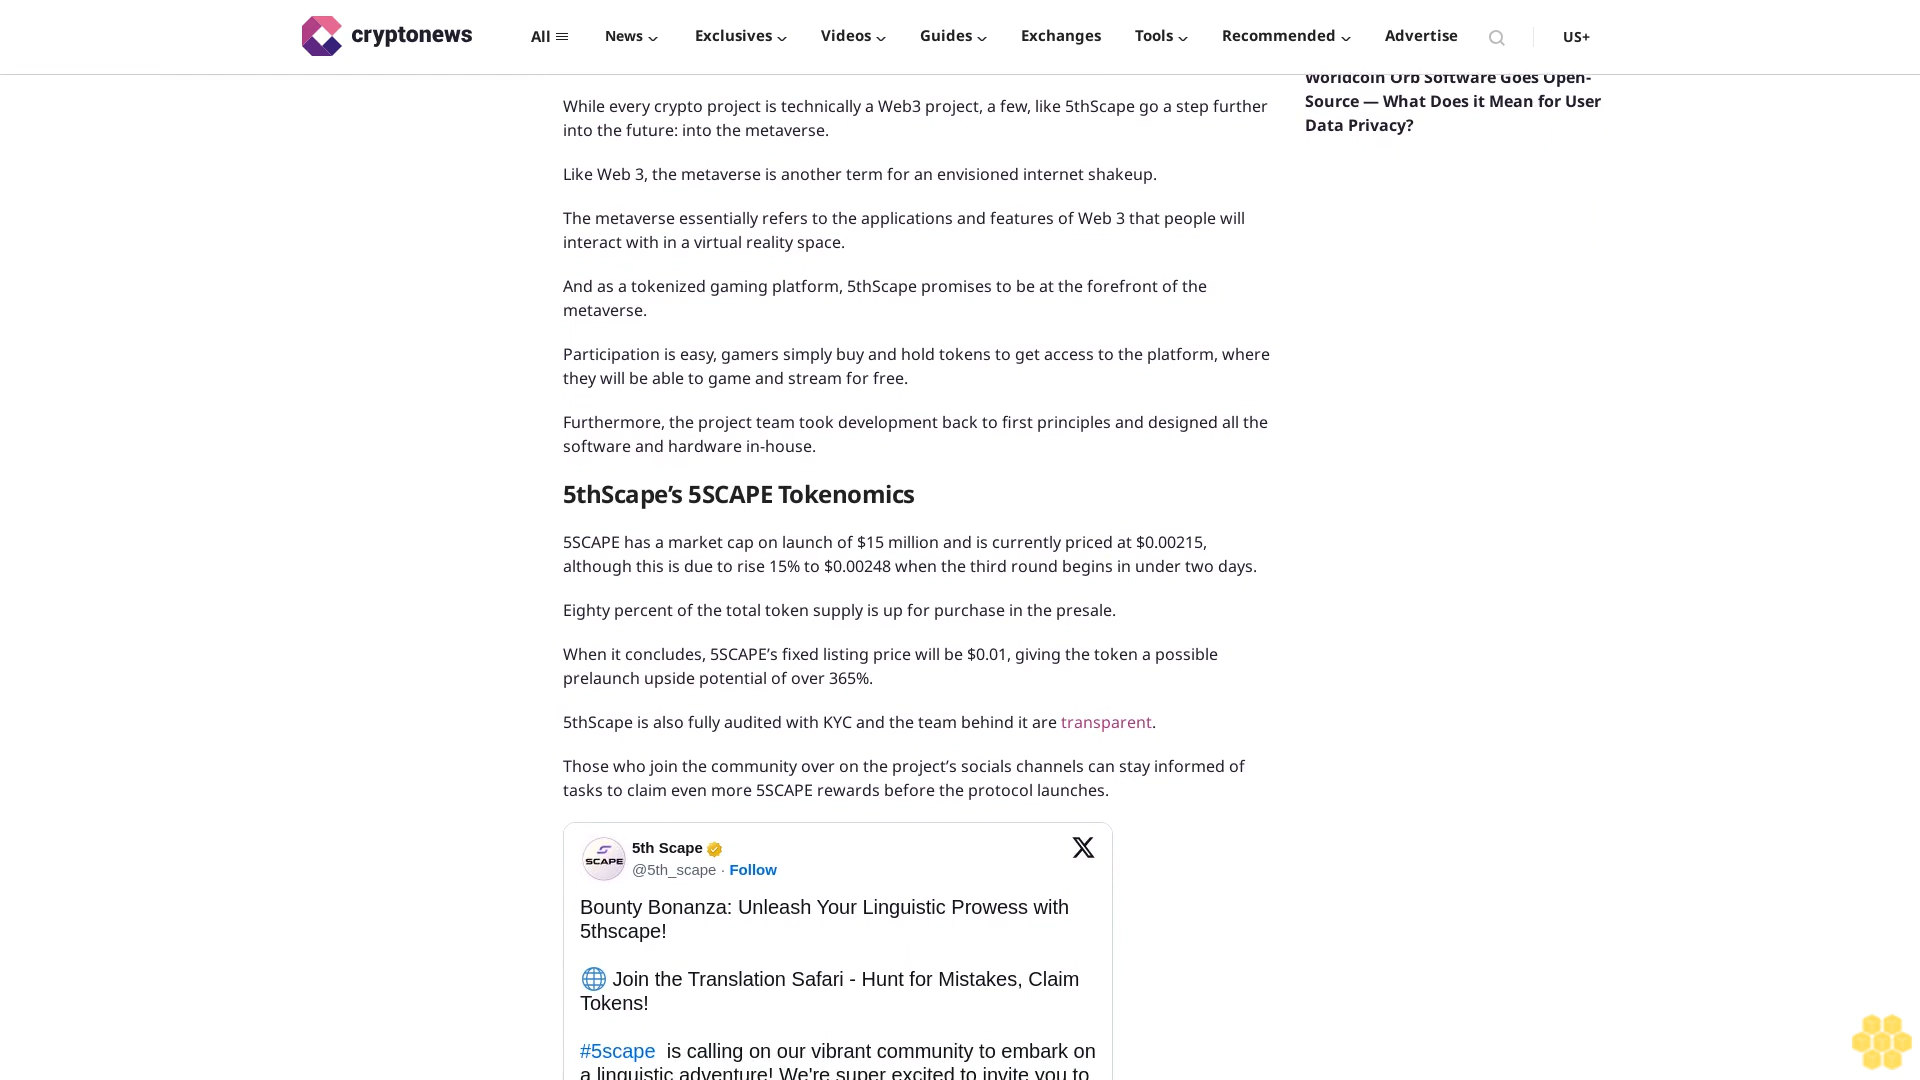 cryptonews
All
News
Exclusives
Videos
Guides
Exchanges
Tools
Recommended
Advertise
US+
Worldcoin Orb Software Goes Open-
Source — What Does it Mean for User
Data Privacy?
While every crypto project is technically a Web3 project, a few, like 5thScape go a step further
into the future: into the metaverse.
Like Web 3, the metaverse is another term for an envisioned internet shakeup.
The metaverse essentially refers to the applications and features of Web 3 that people will
interact with in a virtual reality space.
And as a tokenized gaming platform, 5thScape promises to be at the forefront of the
metaverse.
Participation is easy, gamers simply buy and hold tokens to get access to the platform, where
they will be able to game and stream for free.
Furthermore, the project team took development back to first principles and designed all the
software and hardware in-house.
5thScape’s 5SCAPE Tokenomics
5SCAPE has a market cap on launch of $15 million and is currently priced at $0.00215,
although this is due to rise 15% to $0.00248 when the third round begins in under two days.
Eighty percent of the total token supply is up for purchase in the presale.
When it concludes, 5SCAPE’s fixed listing price will be $0.01, giving the token a possible
prelaunch upside potential of over 365%.
5thScape is also fully audited with KYC and the team behind it are transparent.
Those who join the community over on the project’s socials channels can stay informed of
tasks to claim even more 5SCAPE rewards before the protocol launches.
SCAPE
5th Scape
@5th_scape · Follow
Bounty Bonanza: Unleash Your Linguistic Prowess with
5thscape!
Join the Translation Safari - Hunt for Mistakes, Claim
Tokens!
#5scape is calling on our vibrant community to embark on
a linguistic adventure! We're super excited to invite you to